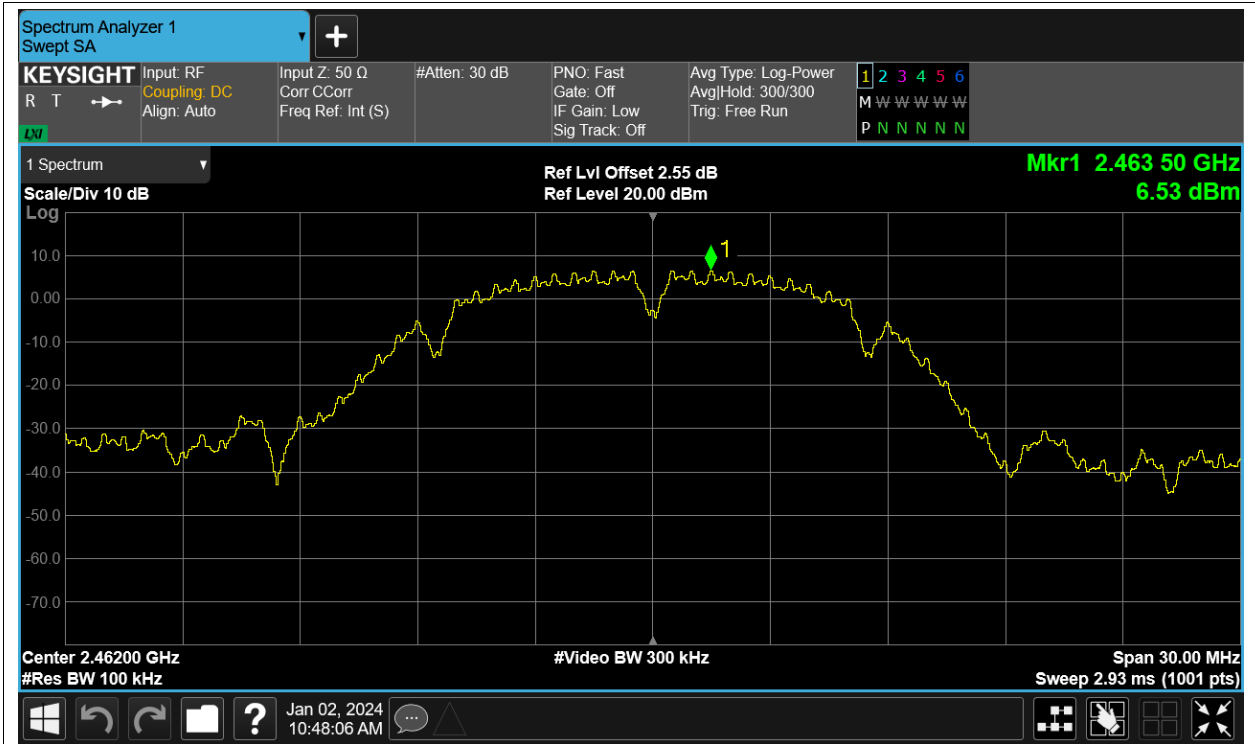 Spectrum Analyzer 1
Swept SA
+
KEYSIGHT
R T
LXI
Input: RF
Coupling: DC
Align: Auto
Input Z: 50 Ω
Corr CCorr
Freq Ref: Int (S)
#Atten: 30 dB
PNO: Fast
Gate: Off
IF Gain: Low
Sig Track: Off
Avg Type: Log-Power
Avg|Hold: 300/300
Trig: Free Run
1 2 3 4 5 6
M W W W W W
P N N N N N
1 Spectrum
Scale/Div 10 dB
Log
Ref Lvl Offset 2.55 dB
Ref Level 20.00 dBm
Mkr1 2.463 50 GHz
6.53 dBm
1
10.0
0.00
-10.0
-20.0
-30.0
-40.0
-50.0
-60.0
-70.0
Center 2.46200 GHz
#Res BW 100 kHz
#Video BW 300 kHz
Span 30.00 MHz
Sweep 2.93 ms (1001 pts)
?
Jan 02, 2024
10:48:06 AM